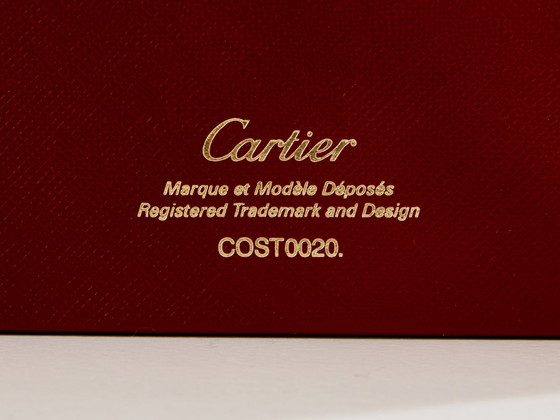 Cartier
Marque et Modèle Déposés
Registered Trademark and Design
COST0020.